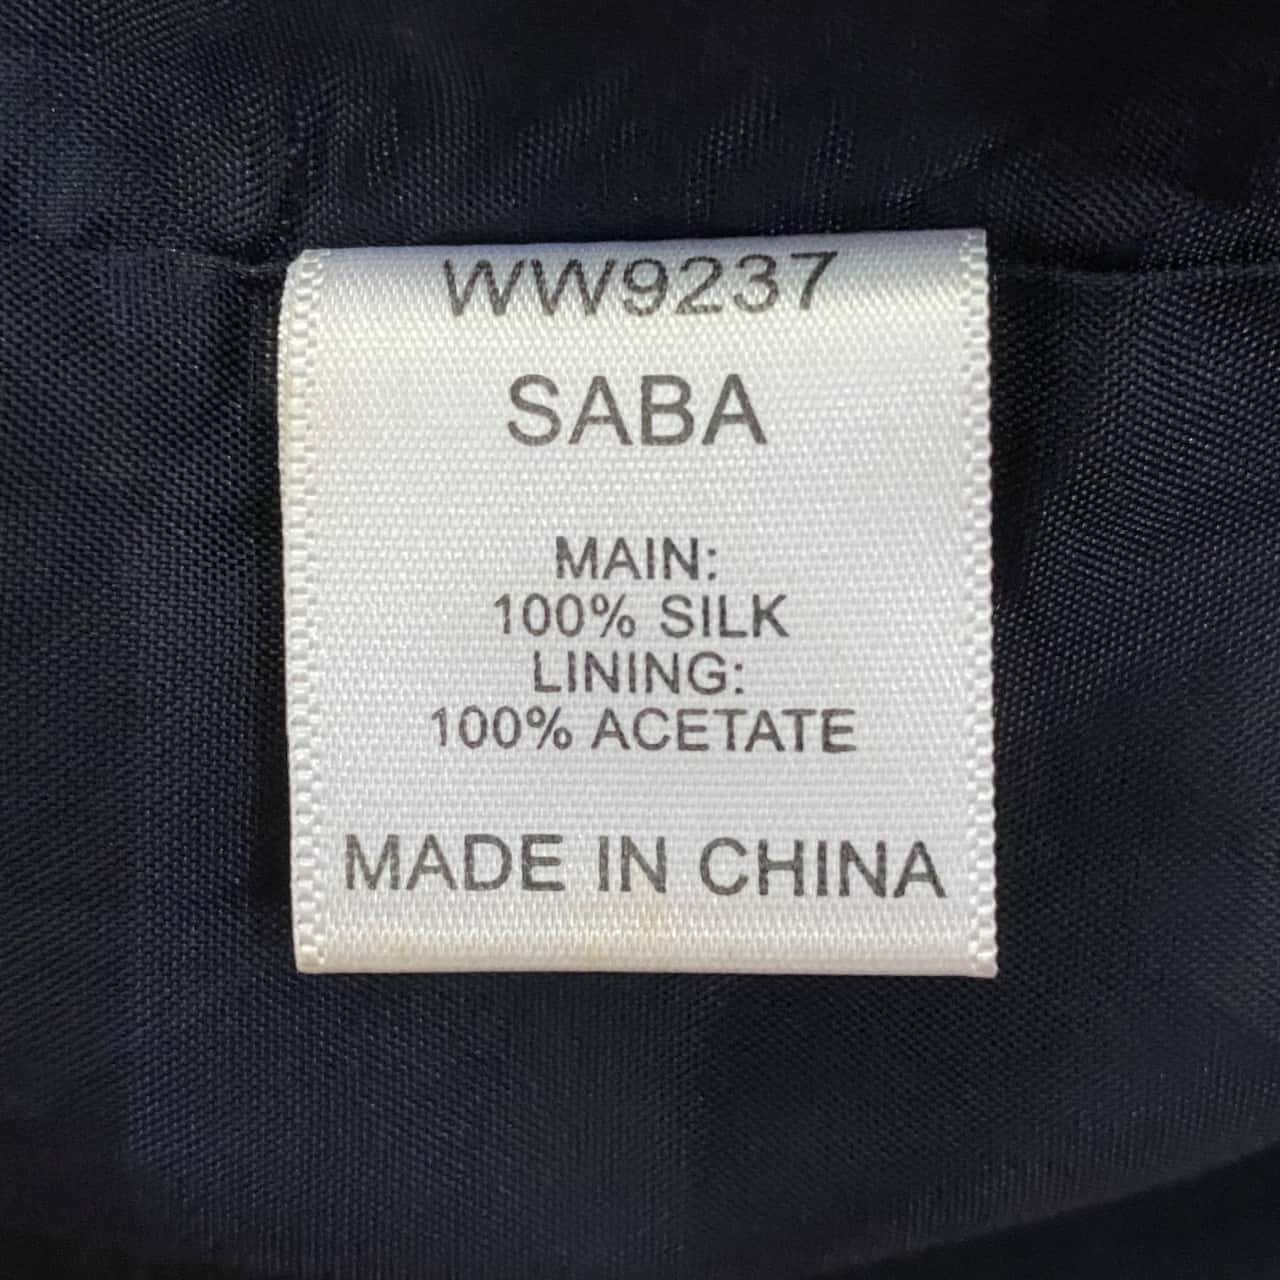 WW9237
SABA
MAIN:
100% SILK
LINING:
100% ACETATE
MADE IN CHINA